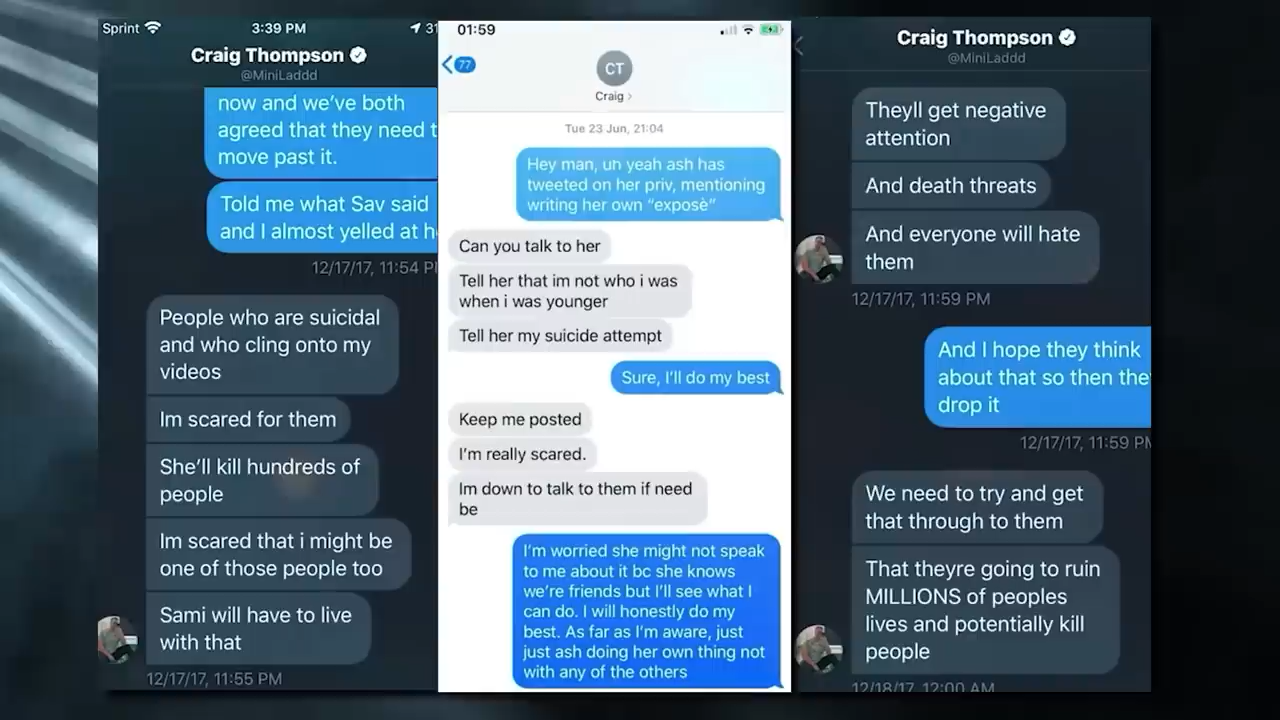 Sprint
3:39 PM
31
Craig Thompson
@MiniLaddd
now and we've both
agreed that they need t
move past it.
Told me what Sav said
and I almost yelled at h
12/17/17, 11:54 P
People who are suicidal
and who cling onto my
videos
Im scared for them
She'll kill hundreds of
people
Im scared that i might be
one of those people too
Sami will have to live
with that
12/17/17, 11:55 PM
01:59
77
CT
Craig
Tue 23 Jun, 21:04
Hey man, un yeah ash has
tweeted on her priv, mentioning
writing her own “exposè”
Can you talk to her
Tell her that im not who i was
when i was younger
Tell her my suicide attempt
Sure, I'll do my best
Keep me posted
I'm really scared.
Im down to talk to them if need
be
I'm worried she might not speak
to me about it bc she knows
we're friends but I'll see what I
can do. I will honestly do my
best. As far as I'm aware, just
just ash doing her own thing not
with any of the others
Craig Thompson
@MiniLaddd
Theyll get negative
attention
And death threats
And everyone will hate
them
12/17/17, 11:59 PM
And I hope they think
about that so then the
drop it
12/17/17, 11:59 P
We need to try and get
that through to them
That theyre going to ruin
MILLIONS of peoples
lives and potentially kill
people
12/18/17, 12:00 AM